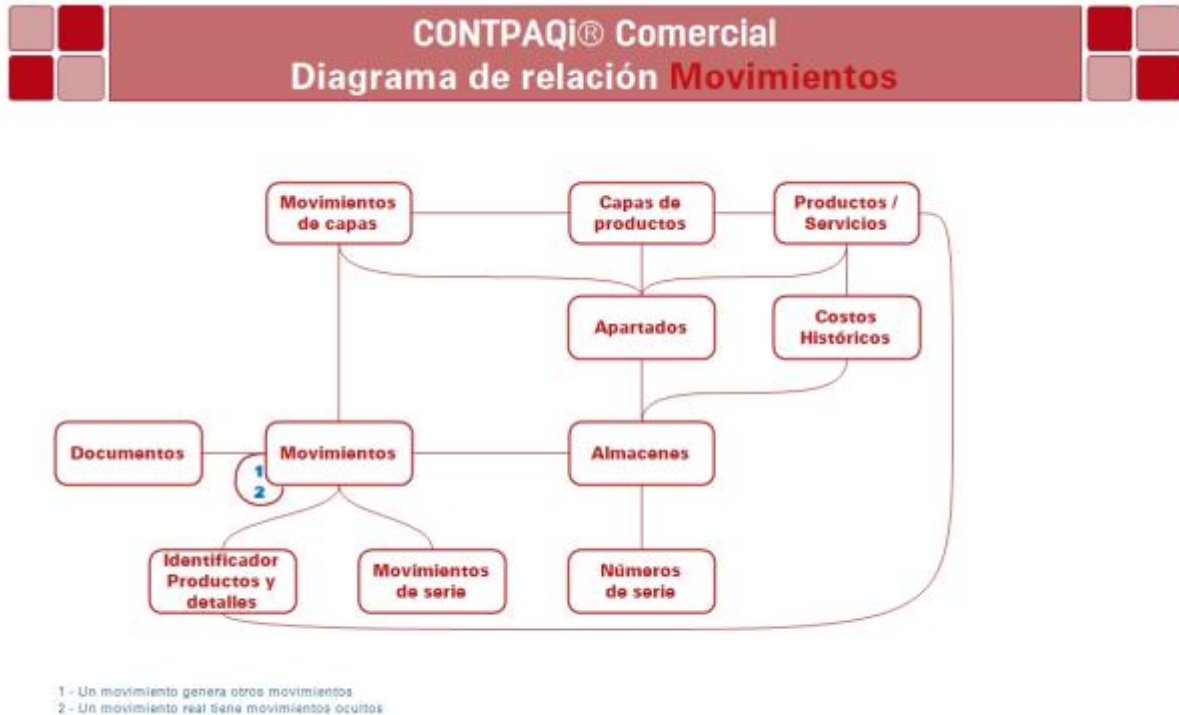 CONTPAQi® Comercial
Diagrama de relación Movimientos
Movimientos
de capas
Capas de
productos
Productos /
Servicios
Apartados
Costos
Históricos
Documentos
Movimientos
Almacenes
1
2
Identificador
Productos y
detalles
Movimientos
de serie
Números
de serie
1 - Un movimiento genera otros movimientos
2 - Un movimiento real tiene movimientos ocultos